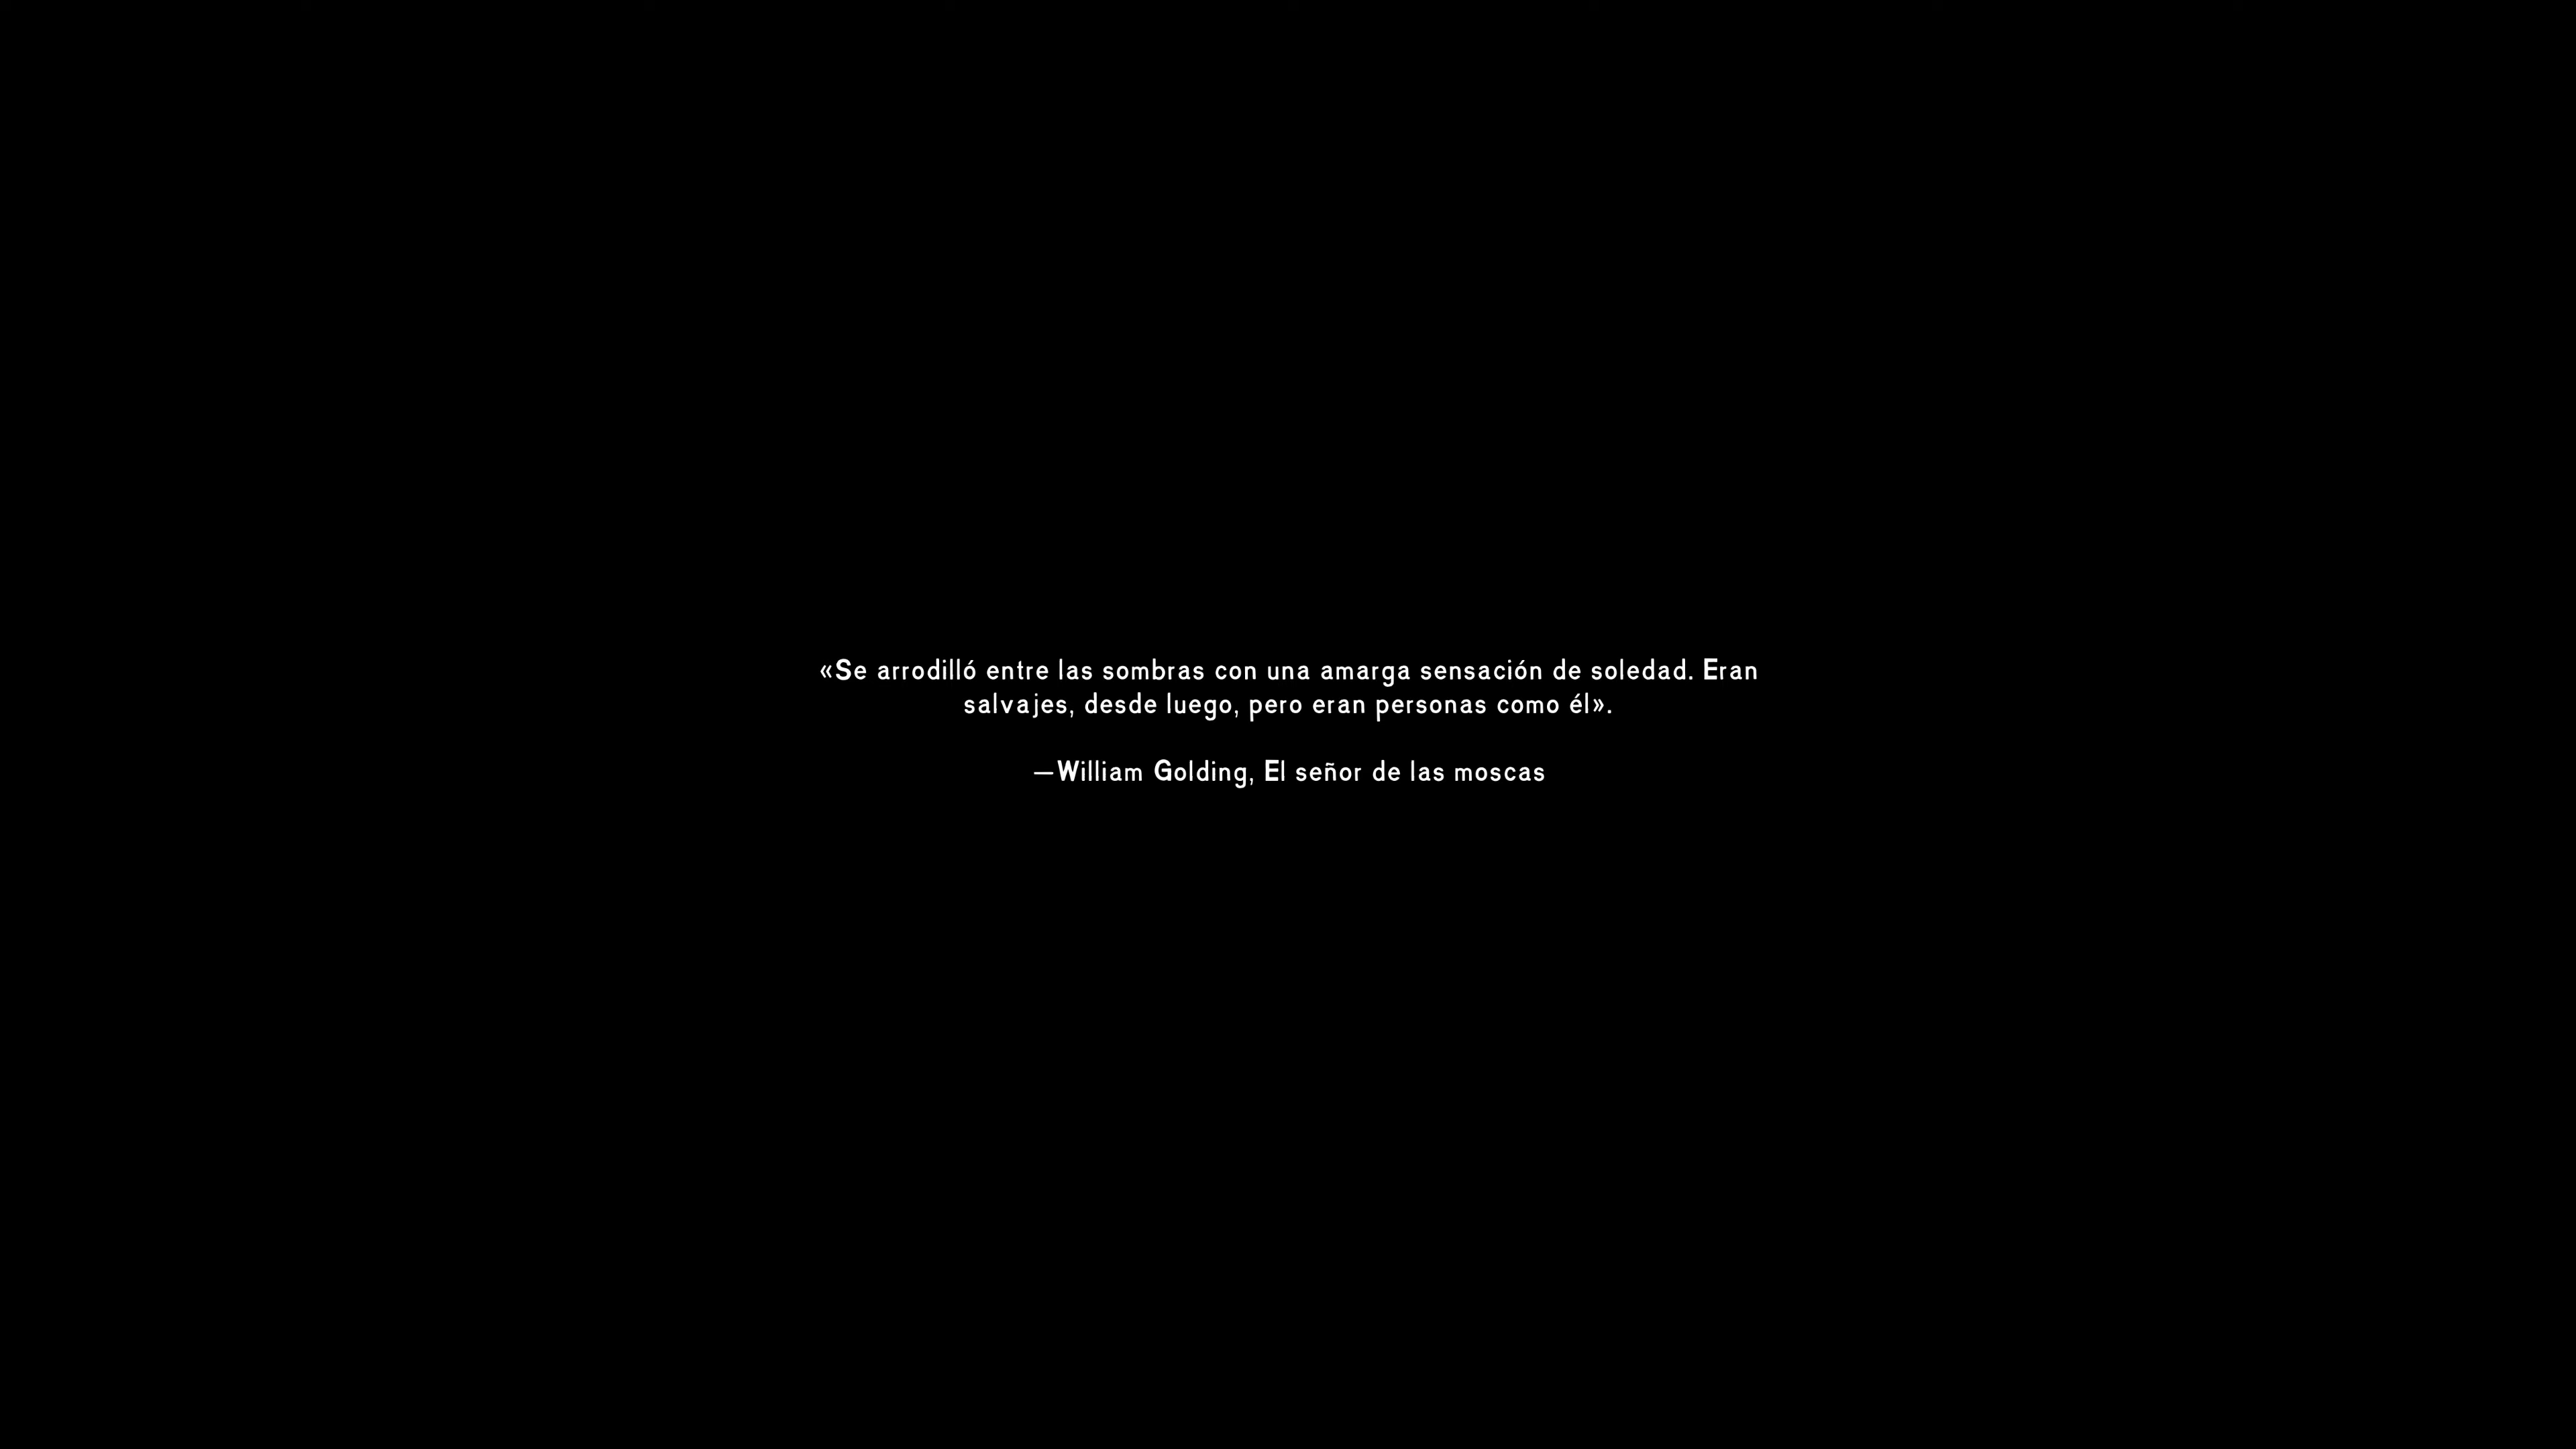 «Se arrodilló entre las sombras con una amarga sensación de soledad. Eran
salvajes, desde luego, pero eran personas como él».
—William Golding, El señor de las moscas